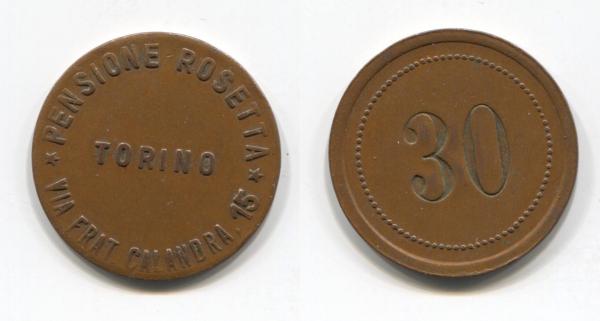 ★ PENSIONE ROSETTA ★
TORINO
VIA FRAT. CALANDRA, 15
30